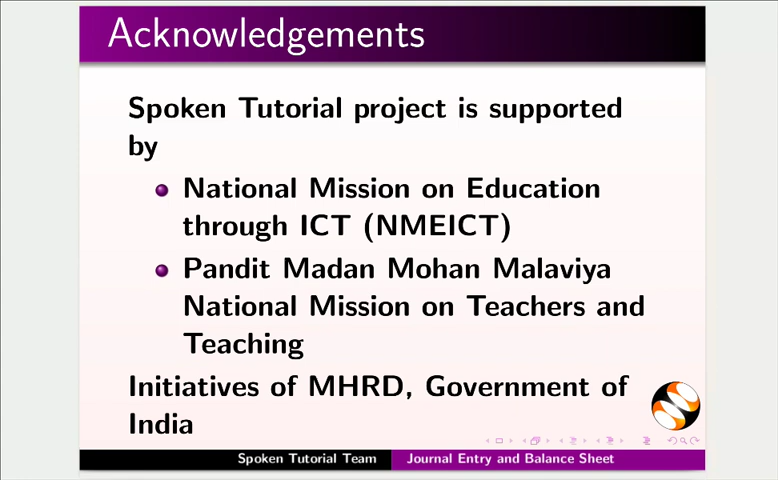 Acknowledgements
Spoken Tutorial project is supported
by
National Mission on Education
through ICT (NMEICT)
Pandit Madan Mohan Malaviya
National Mission on Teachers and
Teaching
Initiatives of MHRD, Government of
India
Spoken Tutorial Team
Journal Entry and Balance Sheet